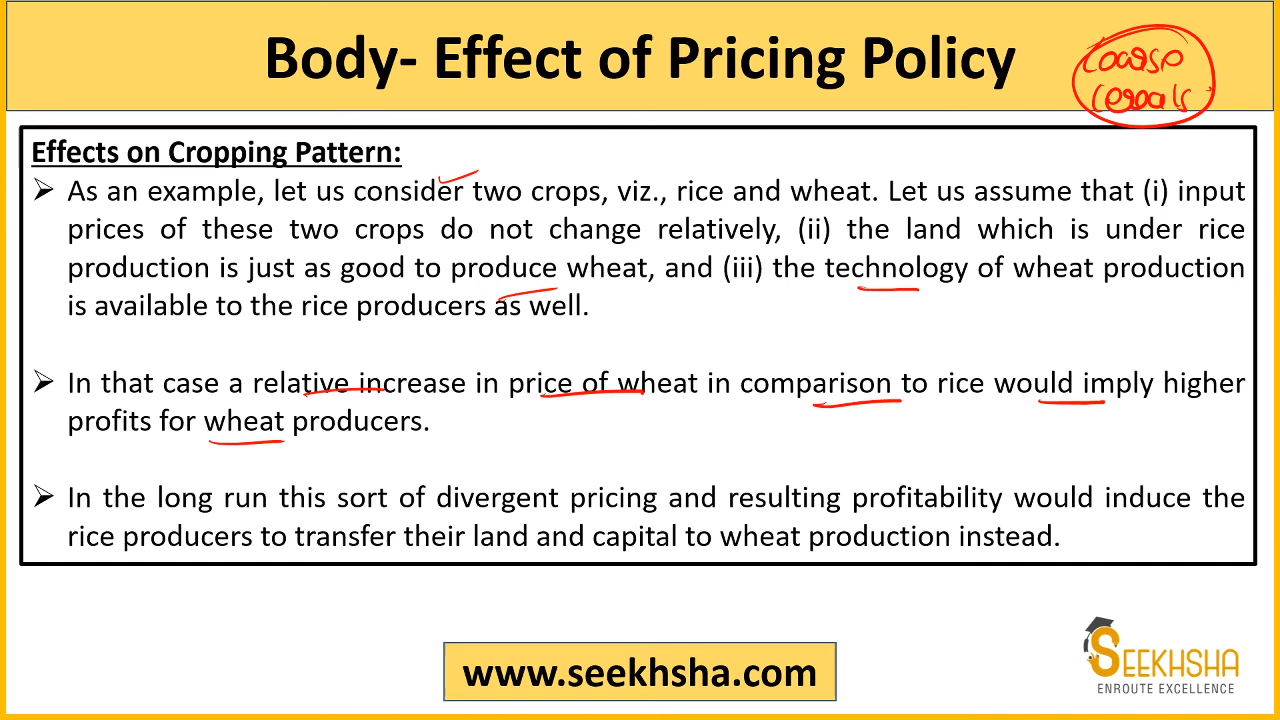 Body- Effect of Pricing Policy
coarse
cereals
Effects on Cropping Pattern:
➢ As an example, let us consider two crops, viz., rice and wheat. Let us assume that (i) input
prices of these two crops do not change relatively, (ii) the land which is under rice
production is just as good to produce wheat, and (iii) the technology of wheat production
is available to the rice producers as well.
➢ In that case a relative increase in price of wheat in comparison to rice would imply higher
profits for wheat producers.
➢ In the long run this sort of divergent pricing and resulting profitability would induce the
rice producers to transfer their land and capital to wheat production instead.
www.seekhsha.com
SEEKHSHA
ENROUTE EXCELLENCE